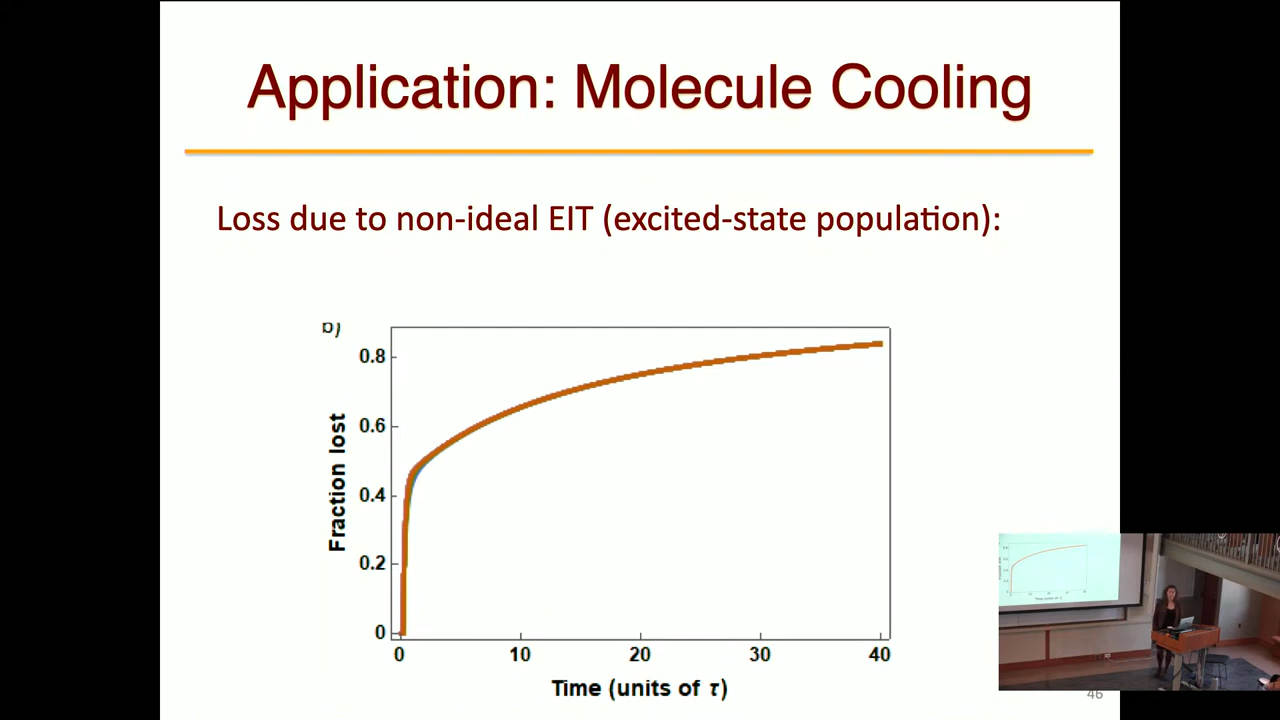 Application: Molecule Cooling
Loss due to non-ideal EIT (excited-state population):
b)
0.8
0.6
0.4
0.2
0
Fraction lost
0 10 20 30 40
Time (units of τ)
46